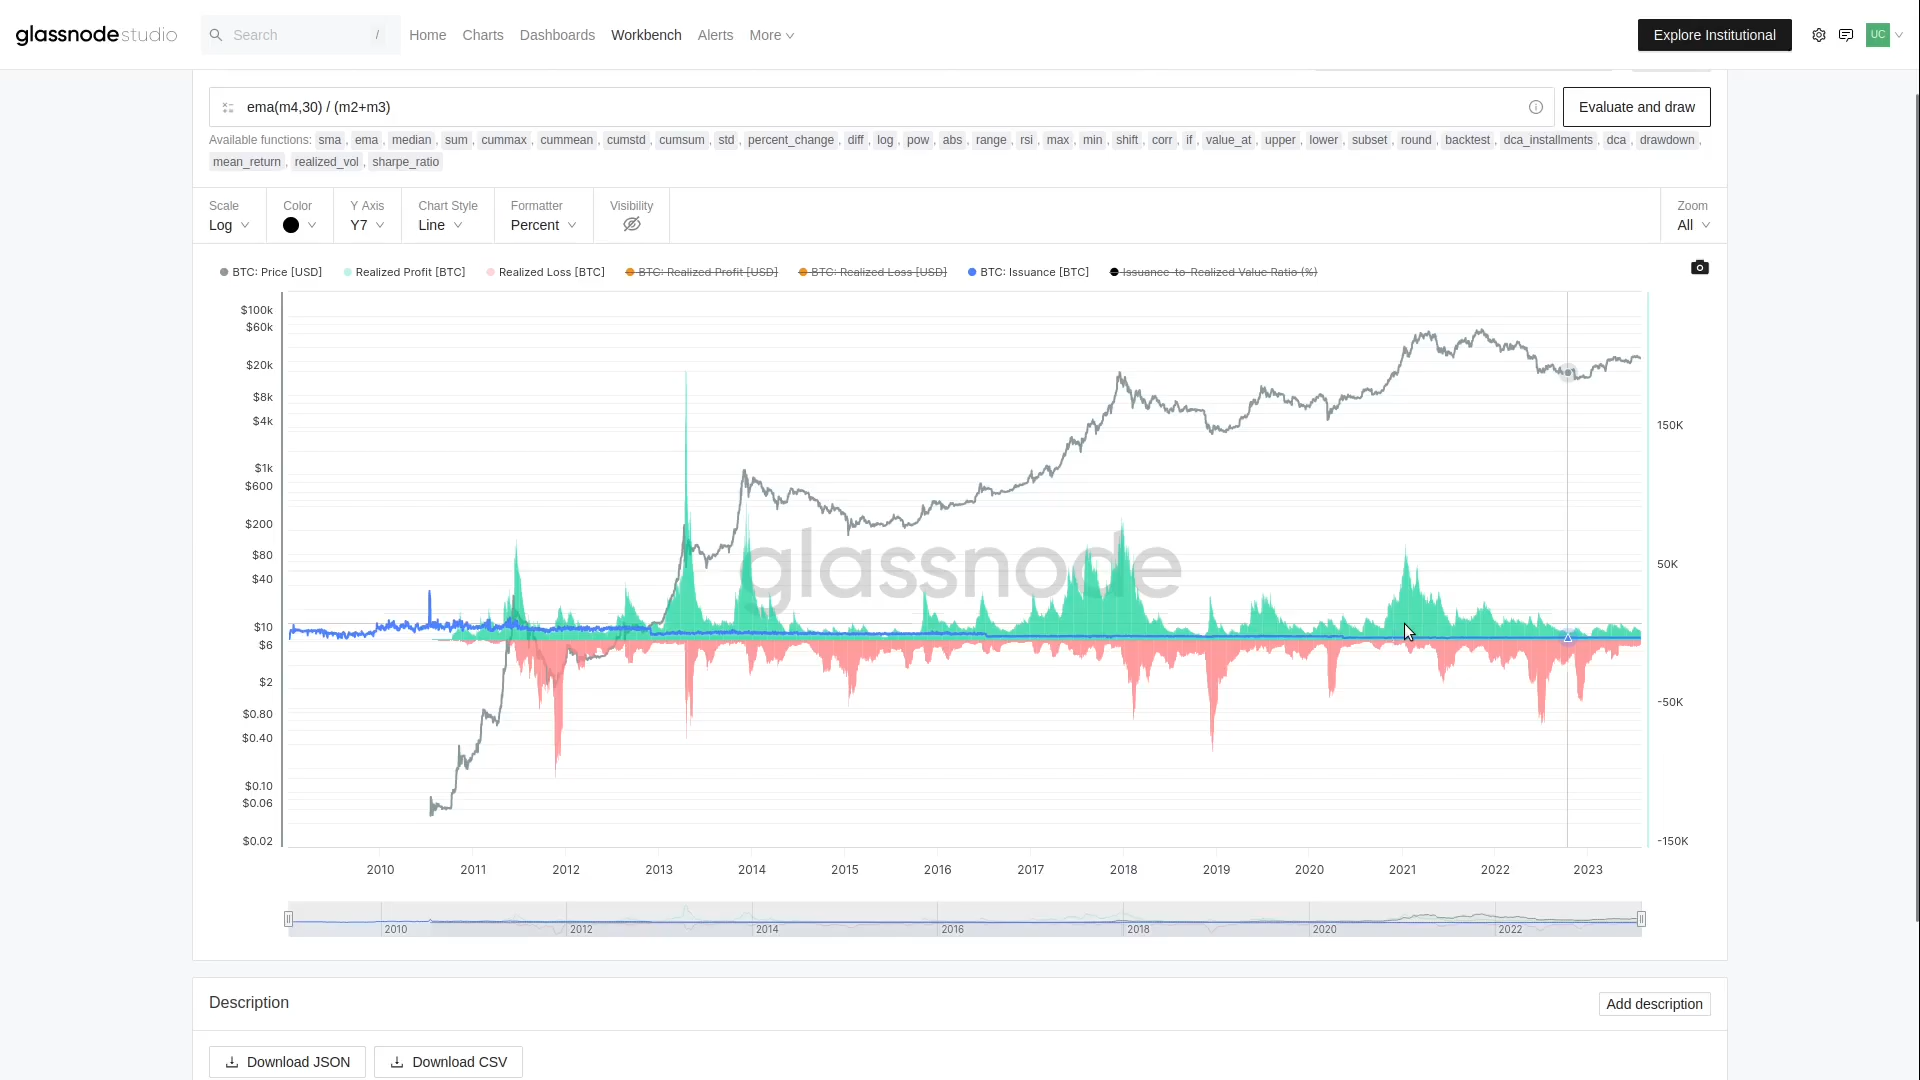 glassnodestudio
Search /
Home Charts Dashboards Workbench Alerts More
Explore Institutional
UC
ema(m4,30) / (m2+m3)
Evaluate and draw
Available functions: sma , ema , median , sum , cummax , cummean , cumstd , cumsum , std , percent_change , diff , log , pow , abs , range , rsi , max , min , shift , corr , if , value_at , upper , lower , subset , round , backtest , dca_installments , dca , drawdown ,
mean_return , realized_vol , sharpe_ratio
Scale Color Y Axis Chart Style Formatter Visibility Zoom
Log Y7 Line Percent All
BTC: Price [USD] Realized Profit [BTC] Realized Loss [BTC] BTC: Realized Profit [USD] BTC: Realized Loss [USD] BTC: Issuance [BTC] Issuance-to-Realized Value Ratio (%)
$100k
$60k
$20k
$8k
$4k
$1k
$600
$200
$80
$40
$10
$6
$2
$0.80
$0.40
$0.10
$0.06
$0.02
glassnode
150K
50K
-50K
-150K
2010 2011 2012 2013 2014 2015 2016 2017 2018 2019 2020 2021 2022 2023
2010 2012 2014 2016 2018 2020 2022
Description
Add description
Download JSON Download CSV